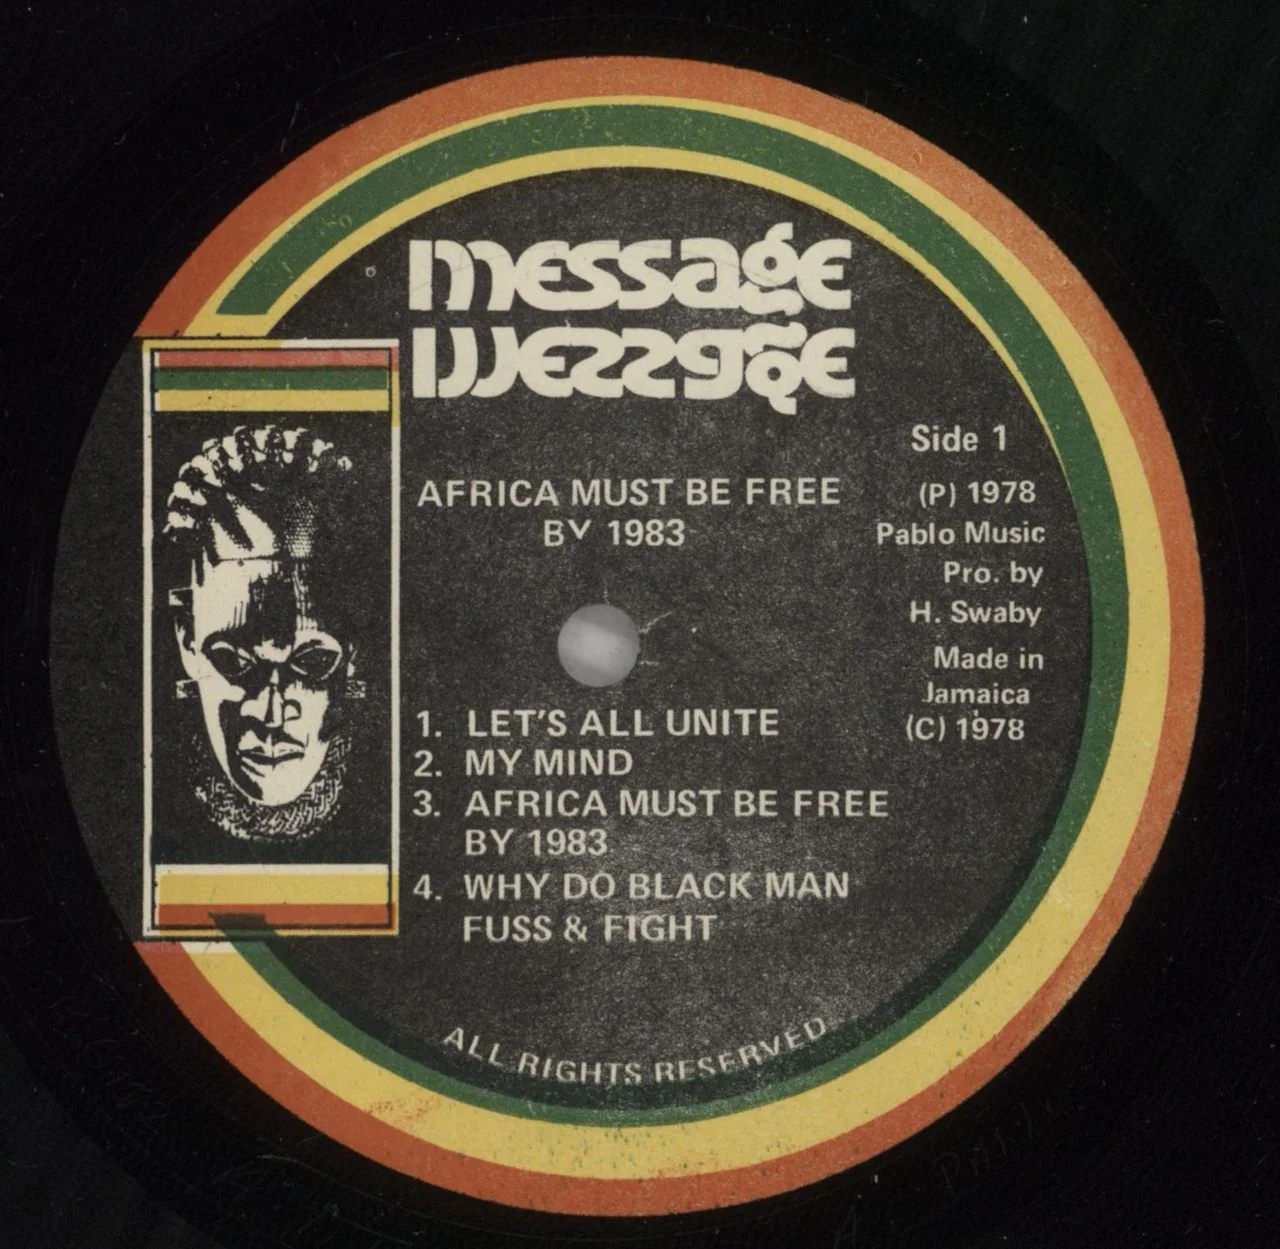 message
message
Side 1
AFRICA MUST BE FREE
BY 1983
(P) 1978
Pablo Music
Pro. by
H. Swaby
Made in
Jamaica
(C) 1978
1. LET'S ALL UNITE
2. MY MIND
3. AFRICA MUST BE FREE
BY 1983
4. WHY DO BLACK MAN
FUSS & FIGHT
ALL RIGHTS RESERVED